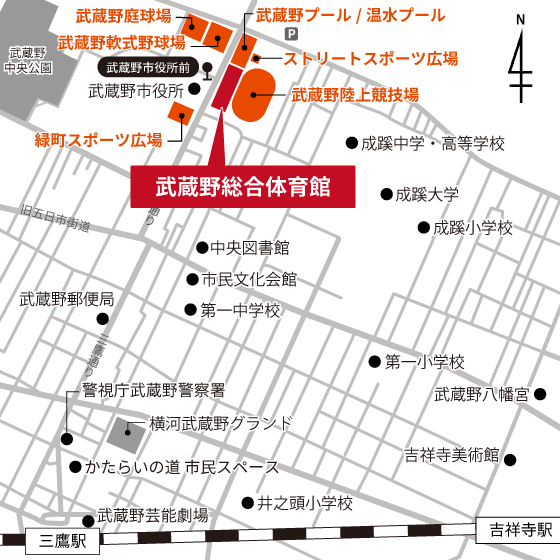 武蔵野庭球場
武蔵野プール / 温水プール
N
P
武蔵野軟式野球場
武蔵野
中央公園
ストリートスポーツ広場
武蔵野市役所前
武蔵野市役所
武蔵野陸上競技場
緑町スポーツ広場
成蹊中学・高等学校
武蔵野総合体育館
成蹊大学
旧五日市街道
通り
成蹊小学校
中央図書館
市民文化会館
武蔵野郵便局
第一中学校
三鷹通り
第一小学校
警視庁武蔵野警察署
武蔵野八幡宮
横河武蔵野グランド
吉祥寺美術館
かたらいの道 市民スペース
井之頭小学校
武蔵野芸能劇場
吉祥寺駅
三鷹駅